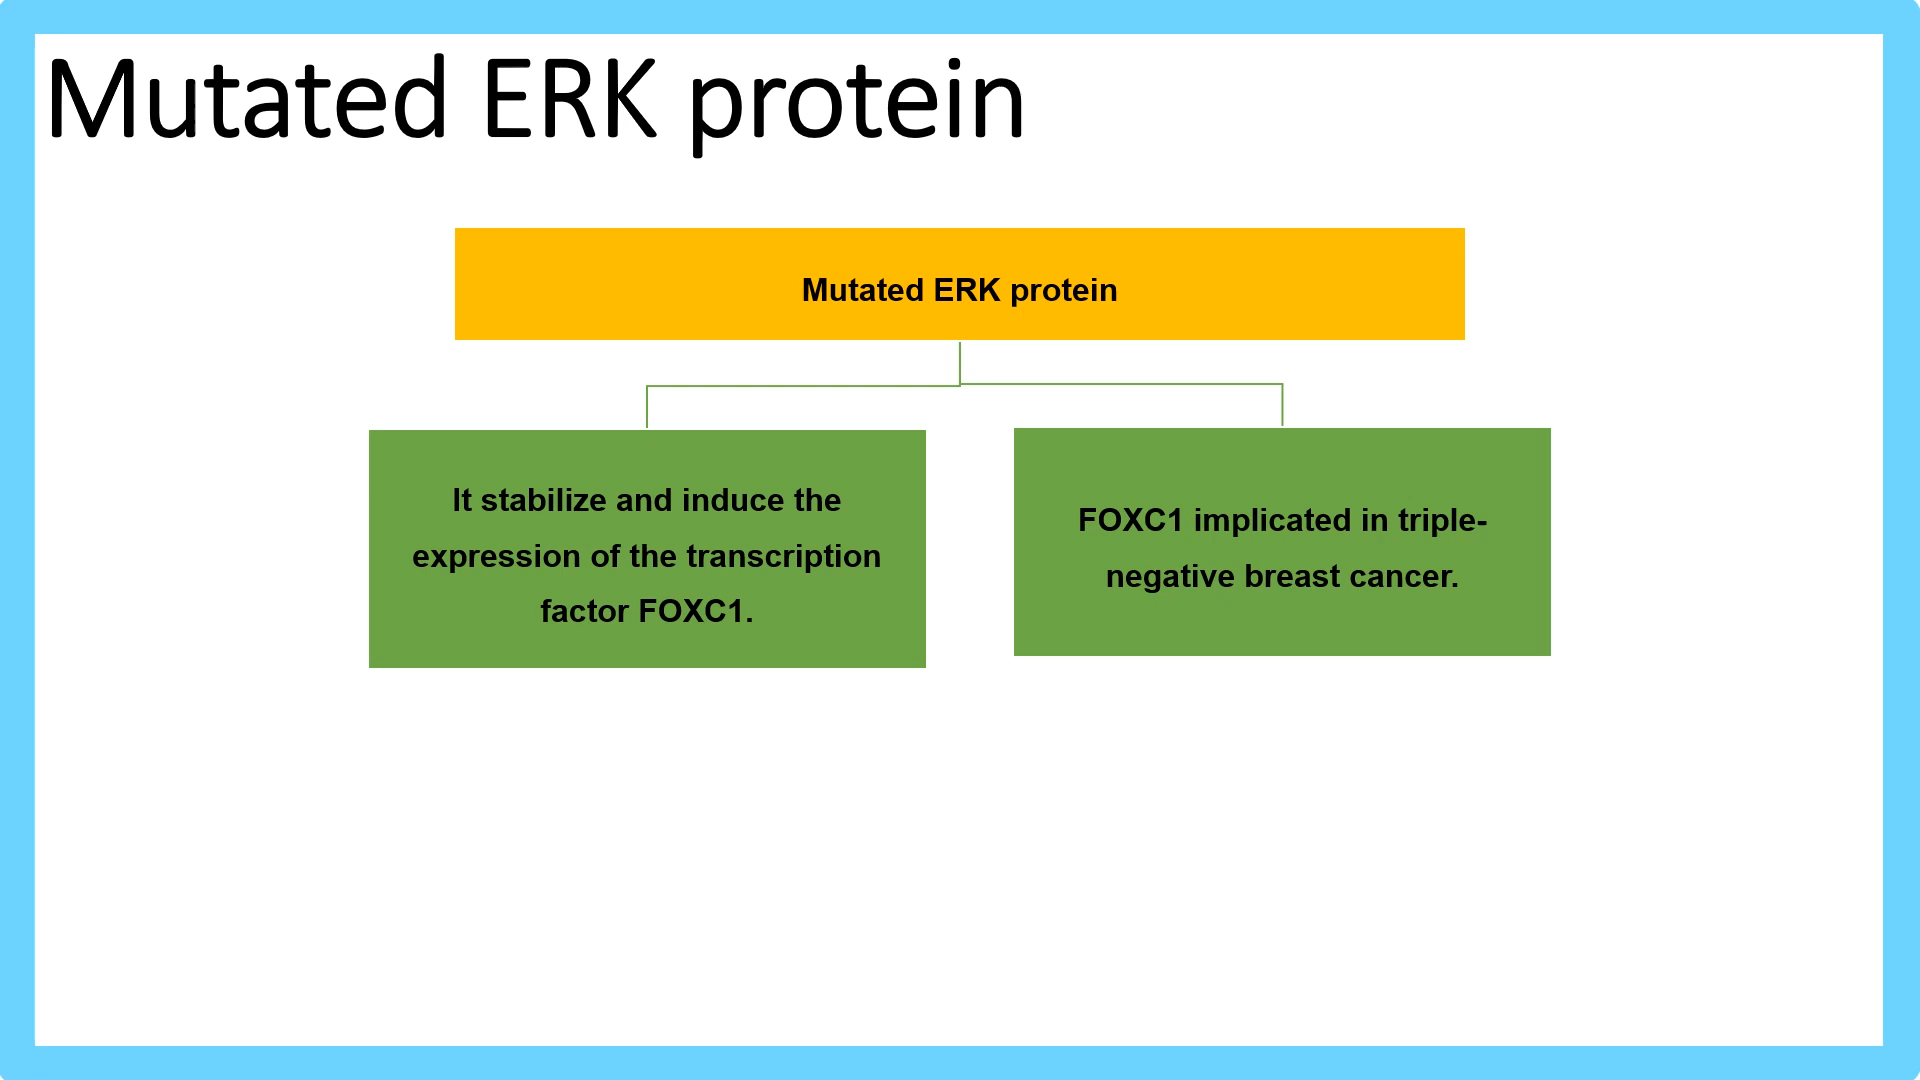 Mutated ERK protein
Mutated ERK protein
It stabilize and induce the
expression of the transcription
factor FOXC1.
FOXC1 implicated in triple-
negative breast cancer.